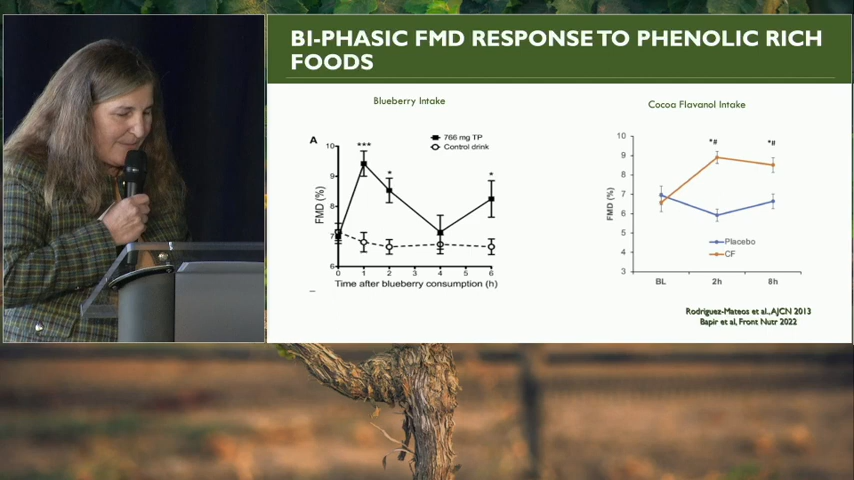 BI-PHASIC FMD RESPONSE TO PHENOLIC RICH
FOODS
Blueberry Intake
A
766 mg TP
Control drink
***
*
*
10
9
8
7
6
FMD (%)
0
1
2
3
4
5
6
Time after blueberry consumption (h)
Cocoa Flavanol Intake
*#
*#
10
9
8
7
6
5
4
3
FMD (%)
Placebo
CF
BL
2h
8h
Rodriguez-Mateos et al., AJCN 2013
Bapir et al, Front Nutr 2022